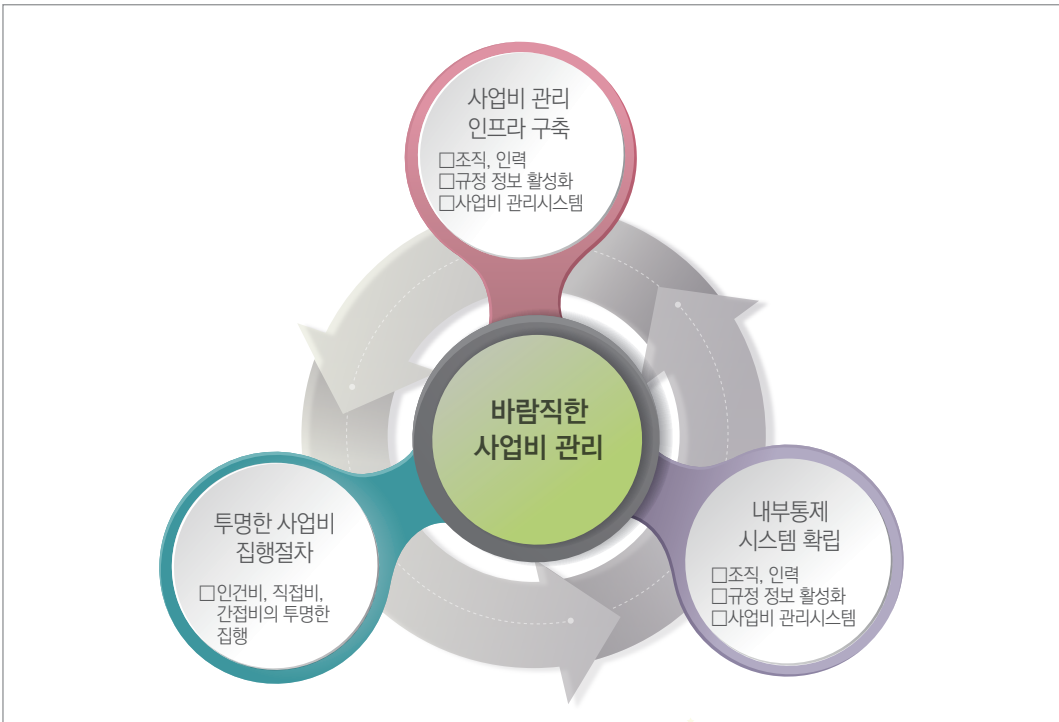 사업비 관리
인프라 구축
□조직, 인력
□규정 정보 활성화
□사업비 관리시스템
바람직한
사업비 관리
투명한 사업비
집행절차
□인건비, 직접비,
간접비의 투명한
집행
내부통제
시스템 확립
□조직, 인력
□규정 정보 활성화
□사업비 관리시스템